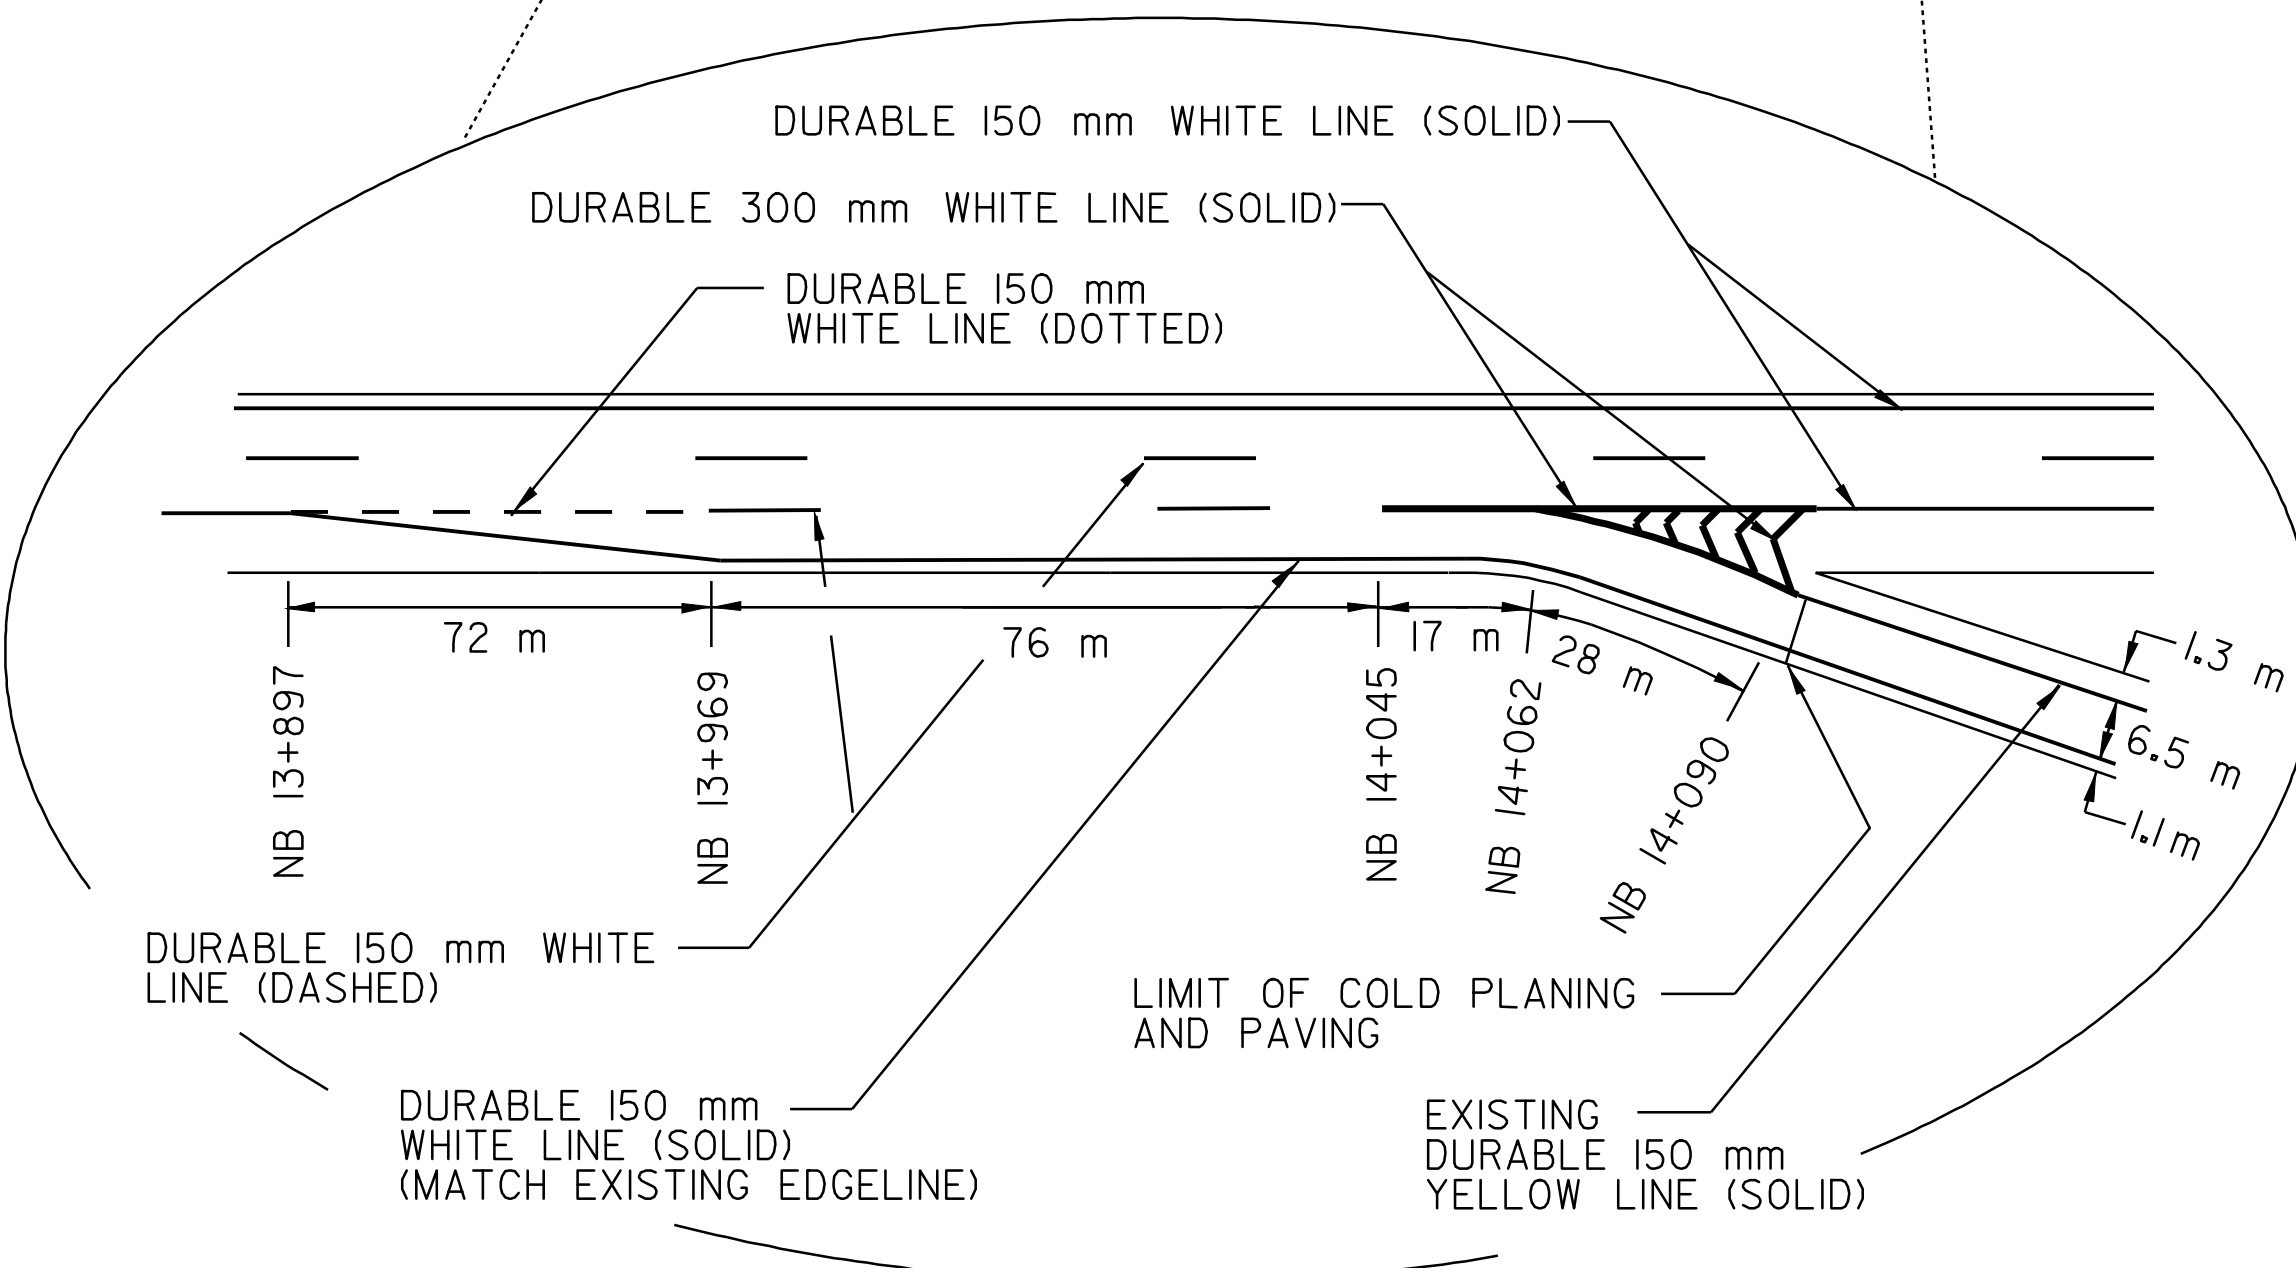 DURABLE 150 mm WHITE LINE (SOLID)
DURABLE 300 mm WHITE LINE (SOLID)
DURABLE 150 mm
WHITE LINE (DOTTED)
72 m
76 m
17 m
28 m
1.3 m
6.5 m
1.1 m
NB 13+897
NB 13+969
NB 14+045
NB 14+062
NB 14+090
DURABLE 150 mm WHITE
LINE (DASHED)
LIMIT OF COLD PLANING
AND PAVING
DURABLE 150 mm
WHITE LINE (SOLID)
(MATCH EXISTING EDGELINE)
EXISTING
DURABLE 150 mm
YELLOW LINE (SOLID)